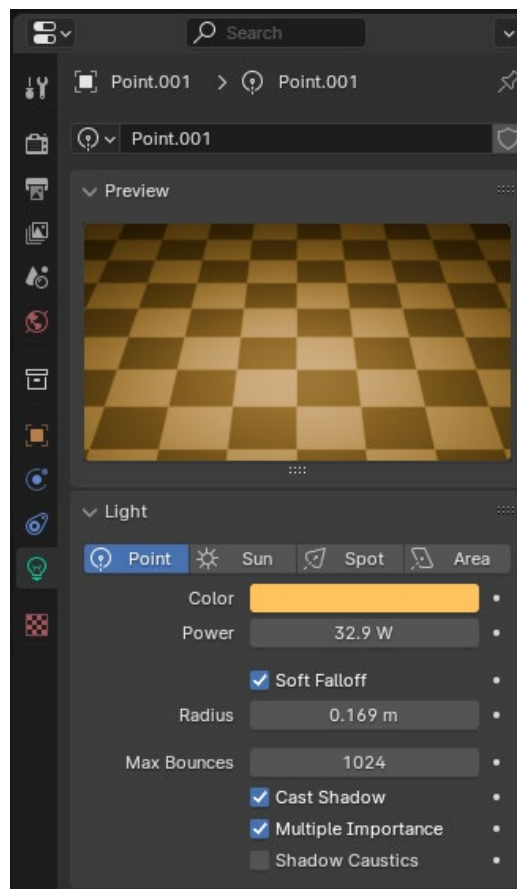 Search
Point.001 > Point.001
Point.001
Preview
Light
Point Sun Spot Area
Color
Power 32.9 W
Soft Falloff
Radius 0.169 m
Max Bounces 1024
Cast Shadow
Multiple Importance
Shadow Caustics